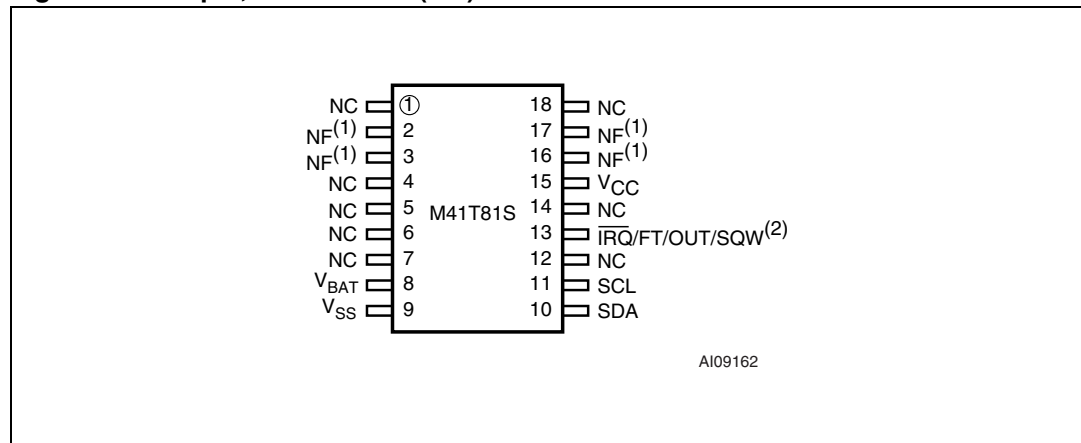 NC 1 18 NC
NF(1) 2 17 NF(1)
NF(1) 3 16 NF(1)
NC 4 15 VCC
NC 5 M41T81S 14 NC
NC 6 13 IRQ/FT/OUT/SQW(2)
NC 7 12 NC
VBAT 8 11 SCL
VSS 9 10 SDA
AI09162